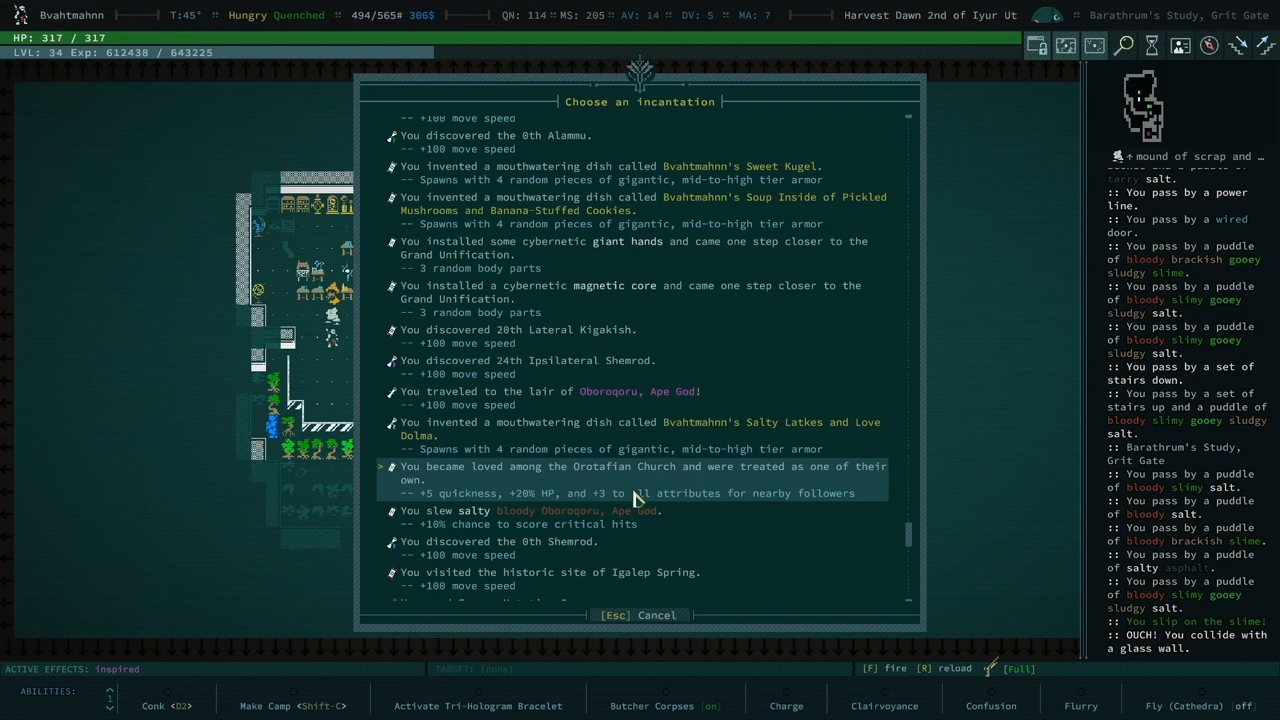 Bvahtmahn
T:45° Hungry Quenched 494/565# 306$ QN: 114 MS: 205 AV: 14 DV: 5 MA: 7 Harvest Dawn 2nd of Iyur Ut Barathrum's Study, Grit Gate
HP: 317 / 317
LVL: 34 Exp: 612438 / 643225
Choose an incantation
-- +100 move speed
You discovered the 0th Alammu.
-- +100 move speed
You invented a mouthwatering dish called Bvahtmahnn's Sweet Kugel.
-- Spawns with 4 random pieces of gigantic, mid-to-high tier armor
You invented a mouthwatering dish called Bvahtmahnn's Soup Inside of Pickled
Mushrooms and Banana-Stuffed Cookies.
-- Spawns with 4 random pieces of gigantic, mid-to-high tier armor
You installed some cybernetic giant hands and came one step closer to the
Grand Unification.
-- 3 random body parts
You installed a cybernetic magnetic core and came one step closer to the
Grand Unification.
-- 3 random body parts
You discovered 20th Lateral Kigakish.
-- +100 move speed
You discovered 24th Ipsilateral Shemrod.
-- +100 move speed
You traveled to the lair of Oboroqoru, Ape God!
-- +100 move speed
You invented a mouthwatering dish called Bvahtmahnn's Salty Latkes and Love
Dolma.
-- Spawns with 4 random pieces of gigantic, mid-to-high tier armor
> You became loved among the Orotafian Church and were treated as one of their
own.
-- +5 quickness, +20% HP, and +3 to all attributes for nearby followers
You slew salty bloody Oboroqoru, Ape God.
-- +10% chance to score critical hits
You discovered the 0th Shemrod.
-- +100 move speed
You visited the historic site of Igalep Spring.
-- +100 move speed
[Esc] Cancel
↑ mound of scrap and …
tarry salt.
:: You pass by a power
line.
:: You pass by a wired
door.
:: You pass by a puddle
of bloody brackish gooey
sludgy slime.
:: You pass by a puddle
of bloody slimy gooey
sludgy salt.
:: You pass by a puddle
of bloody slimy gooey
sludgy salt.
:: You pass by a set of
stairs down.
:: You pass by a set of
stairs up and a puddle of
bloody slimy gooey sludgy
salt.
:: Barathrum's Study,
Grit Gate
:: You pass by a puddle
of bloody slimy salt.
:: You pass by a puddle
of bloody salt.
:: You pass by a puddle
of bloody brackish slime.
:: You pass by a puddle
of salty asphalt.
:: You pass by a puddle
of bloody slimy gooey
sludgy salt.
:: You slip on the slime!
:: OUCH! You collide with
a glass wall.
ACTIVE EFFECTS: inspired
TARGET: [none]
[F] fire [R] reload [Full]
ABILITIES: 1
Conk <D2> Make Camp <Shift-C> Activate Tri-Hologram Bracelet Butcher Corpses [on] Charge Clairvoyance Confusion Flurry Fly (Cathedra) [off]